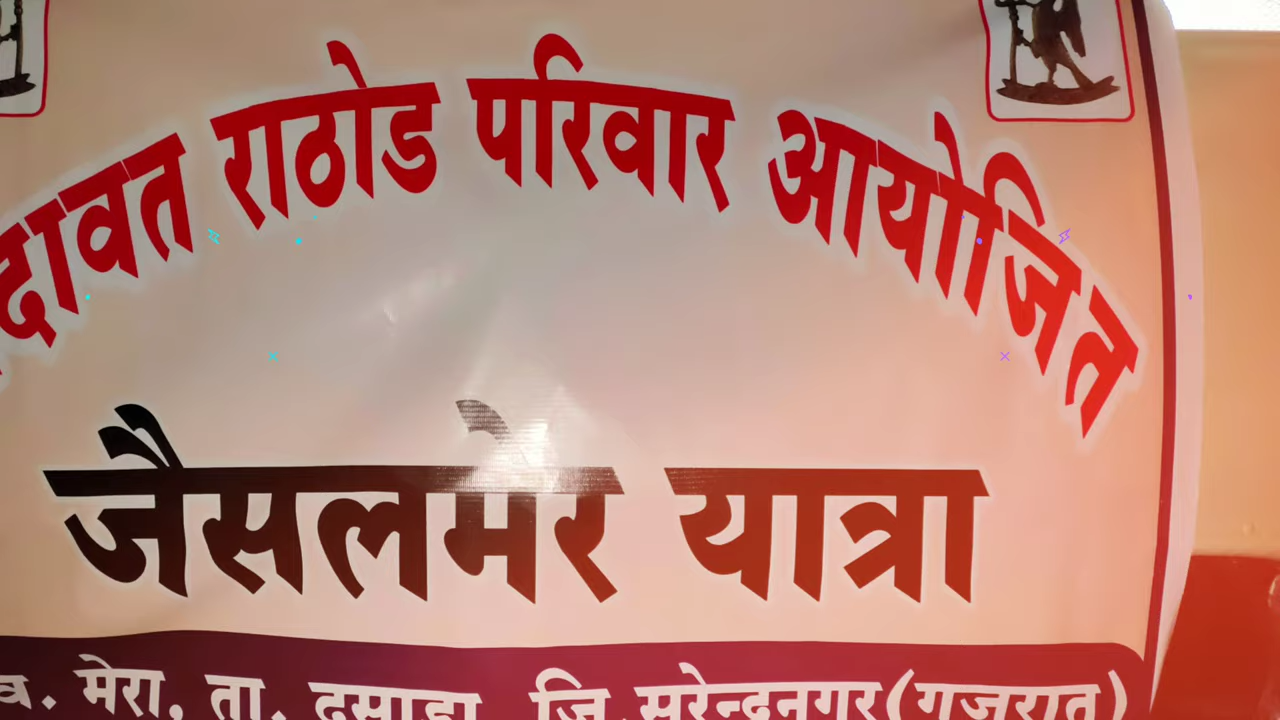 राठोड परिवार आयोजित
जैसलमेर यात्रा
मेरा, ता. दसाडा, जि.सुरेन्द्रनगर(गुजरात)